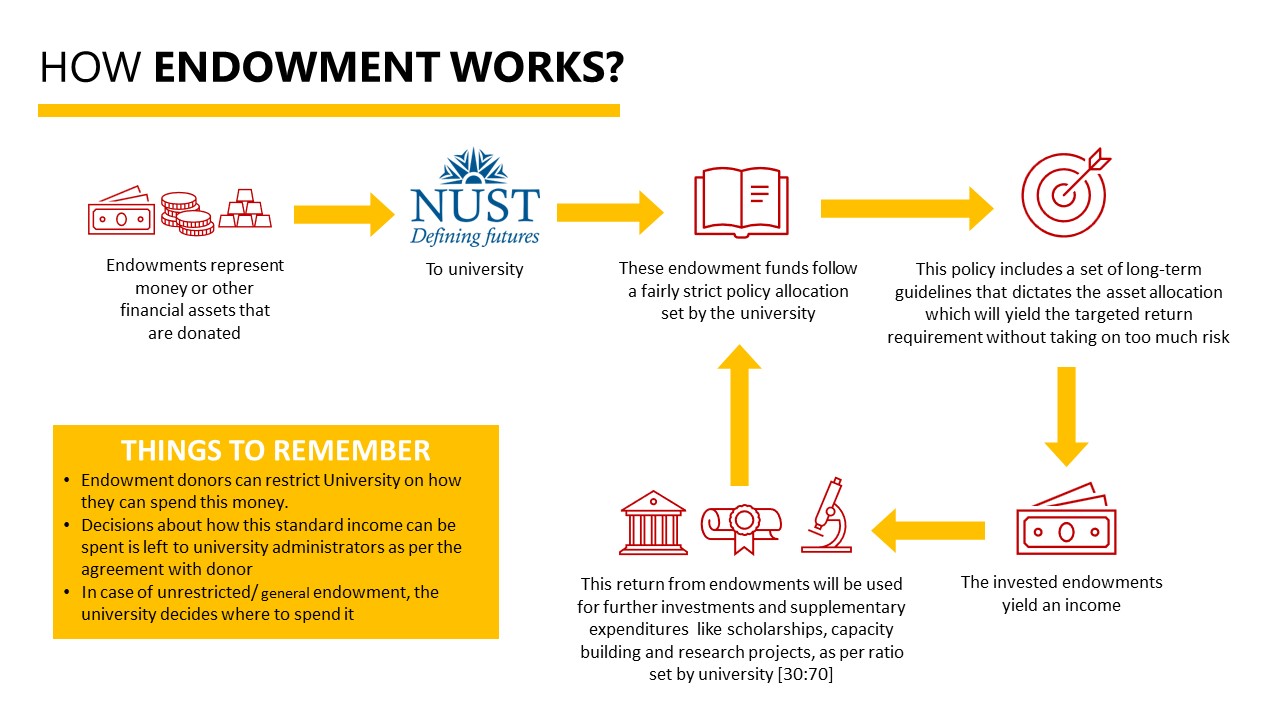 HOW ENDOWMENT WORKS?
NUST
Defining futures
Endowments represent
money or other
financial assets that
are donated
To university
These endowment funds follow
a fairly strict policy allocation
set by the university
This policy includes a set of long-term
guidelines that dictates the asset allocation
which will yield the targeted return
requirement without taking on too much risk
The invested endowments
yield an income
This return from endowments will be used
for further investments and supplementary
expenditures like scholarships, capacity
building and research projects, as per ratio
set by university [30:70]
THINGS TO REMEMBER
• Endowment donors can restrict University on how
they can spend this money.
• Decisions about how this standard income can be
spent is left to university administrators as per the
agreement with donor
• In case of unrestricted/ general endowment, the
university decides where to spend it